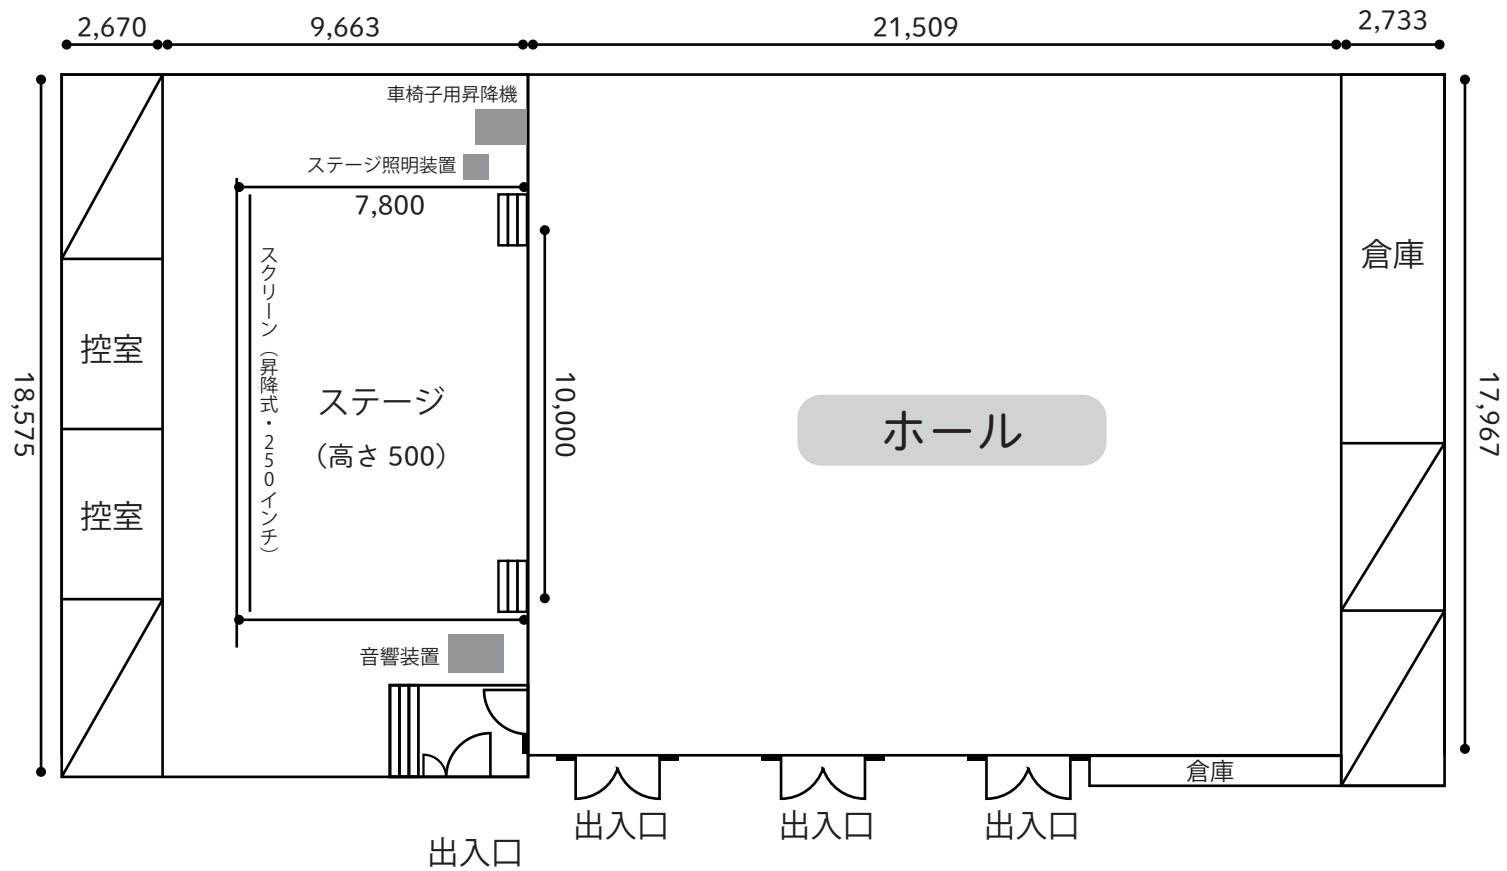 2,670
9,663
21,509
2,733
車椅子用昇降機
ステージ照明装置
7,800
スクリーン（昇降式・250インチ）
ステージ
（高さ 500）
10,000
ホール
倉庫
控室
控室
18,575
17,967
音響装置
倉庫
出入口
出入口
出入口
出入口